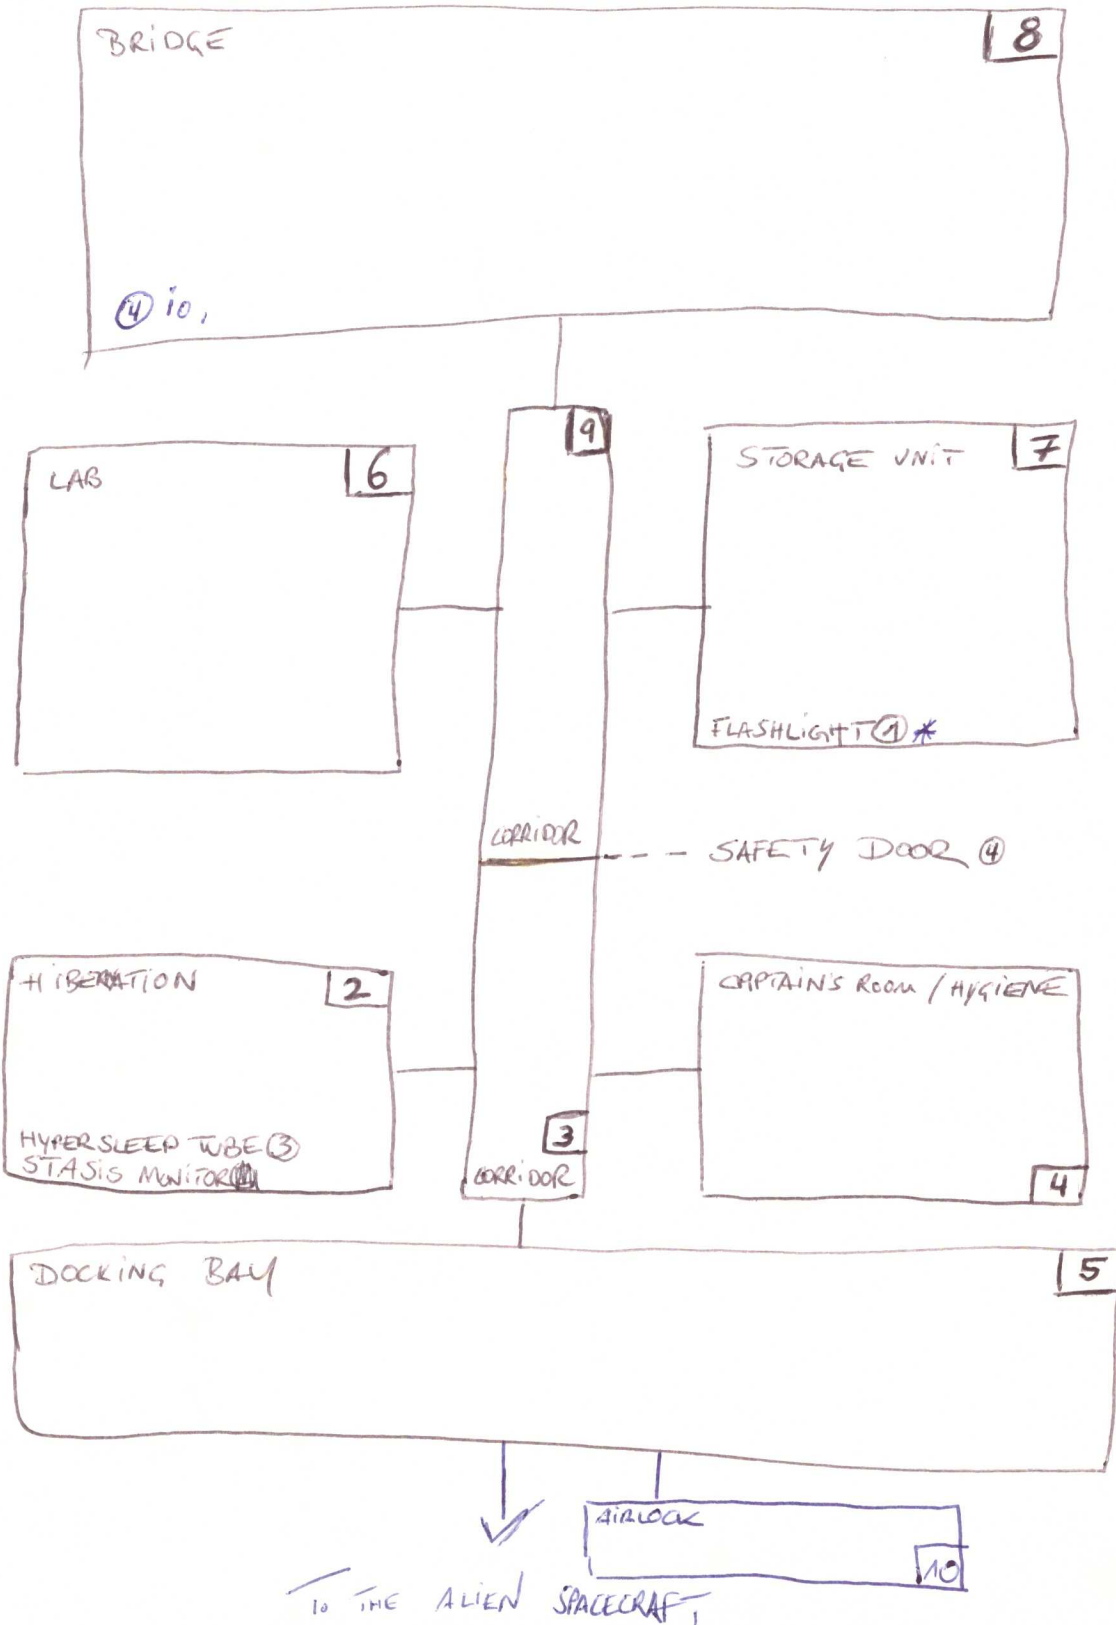 BRIDGE
8
④ io,
9
LAB
6
STORAGE UNIT
7
FLASHLIGHT ① *
CORRIDOR
SAFETY DOOR ④
HIBERNATION
2
CAPTAIN'S ROOM / HYGIENE
HYPERSLEEP TUBE ③
STASIS MONITOR
3
CORRIDOR
4
DOCKING BAY
5
AIRLOCK
10
TO THE ALIEN SPACECRAFT